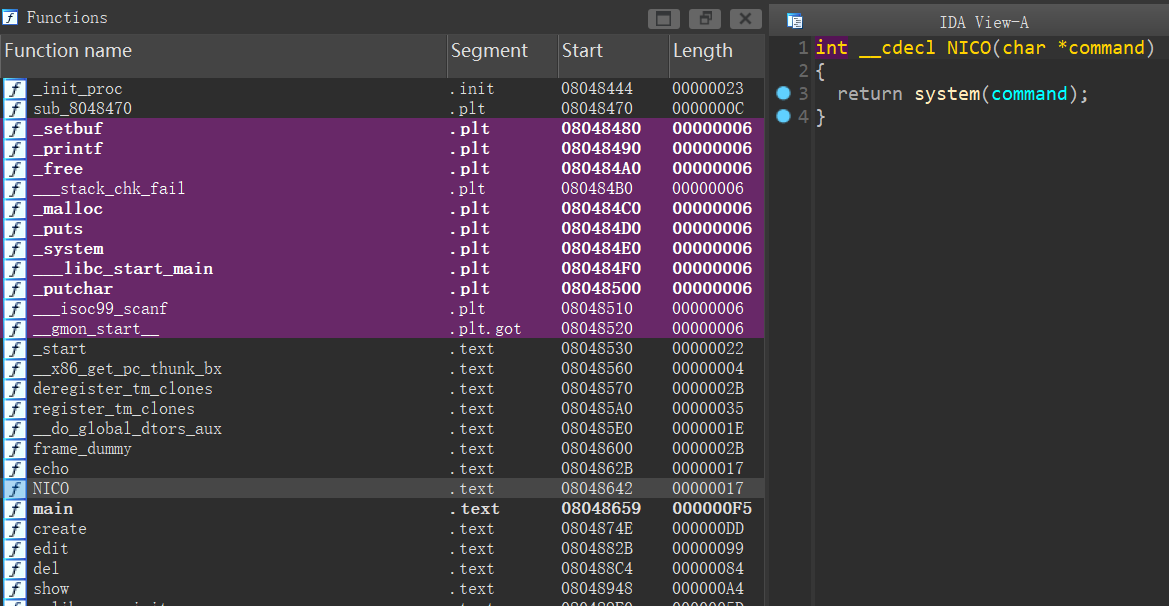 Functions
Function name Segment Start Length
_init_proc .init 08048444 00000023
sub_8048470 .plt 08048470 0000000C
_setbuf .plt 08048480 00000006
_printf .plt 08048490 00000006
_free .plt 080484A0 00000006
___stack_chk_fail .plt 080484B0 00000006
_malloc .plt 080484C0 00000006
_puts .plt 080484D0 00000006
_system .plt 080484E0 00000006
___libc_start_main .plt 080484F0 00000006
_putchar .plt 08048500 00000006
___isoc99_scanf .plt 08048510 00000006
__gmon_start__ .plt.got 08048520 00000006
_start .text 08048530 00000022
__x86_get_pc_thunk_bx .text 08048560 00000004
deregister_tm_clones .text 08048570 0000002B
register_tm_clones .text 080485A0 00000035
__do_global_dtors_aux .text 080485E0 0000001E
frame_dummy .text 08048600 0000002B
echo .text 0804862B 00000017
NICO .text 08048642 00000017
main .text 08048659 000000F5
create .text 0804874E 000000DD
edit .text 0804882B 00000099
del .text 080488C4 00000084
show .text 08048948 000000A4
IDA View-A
1 int __cdecl NICO(char *command)
2 {
3 return system(command);
4 }